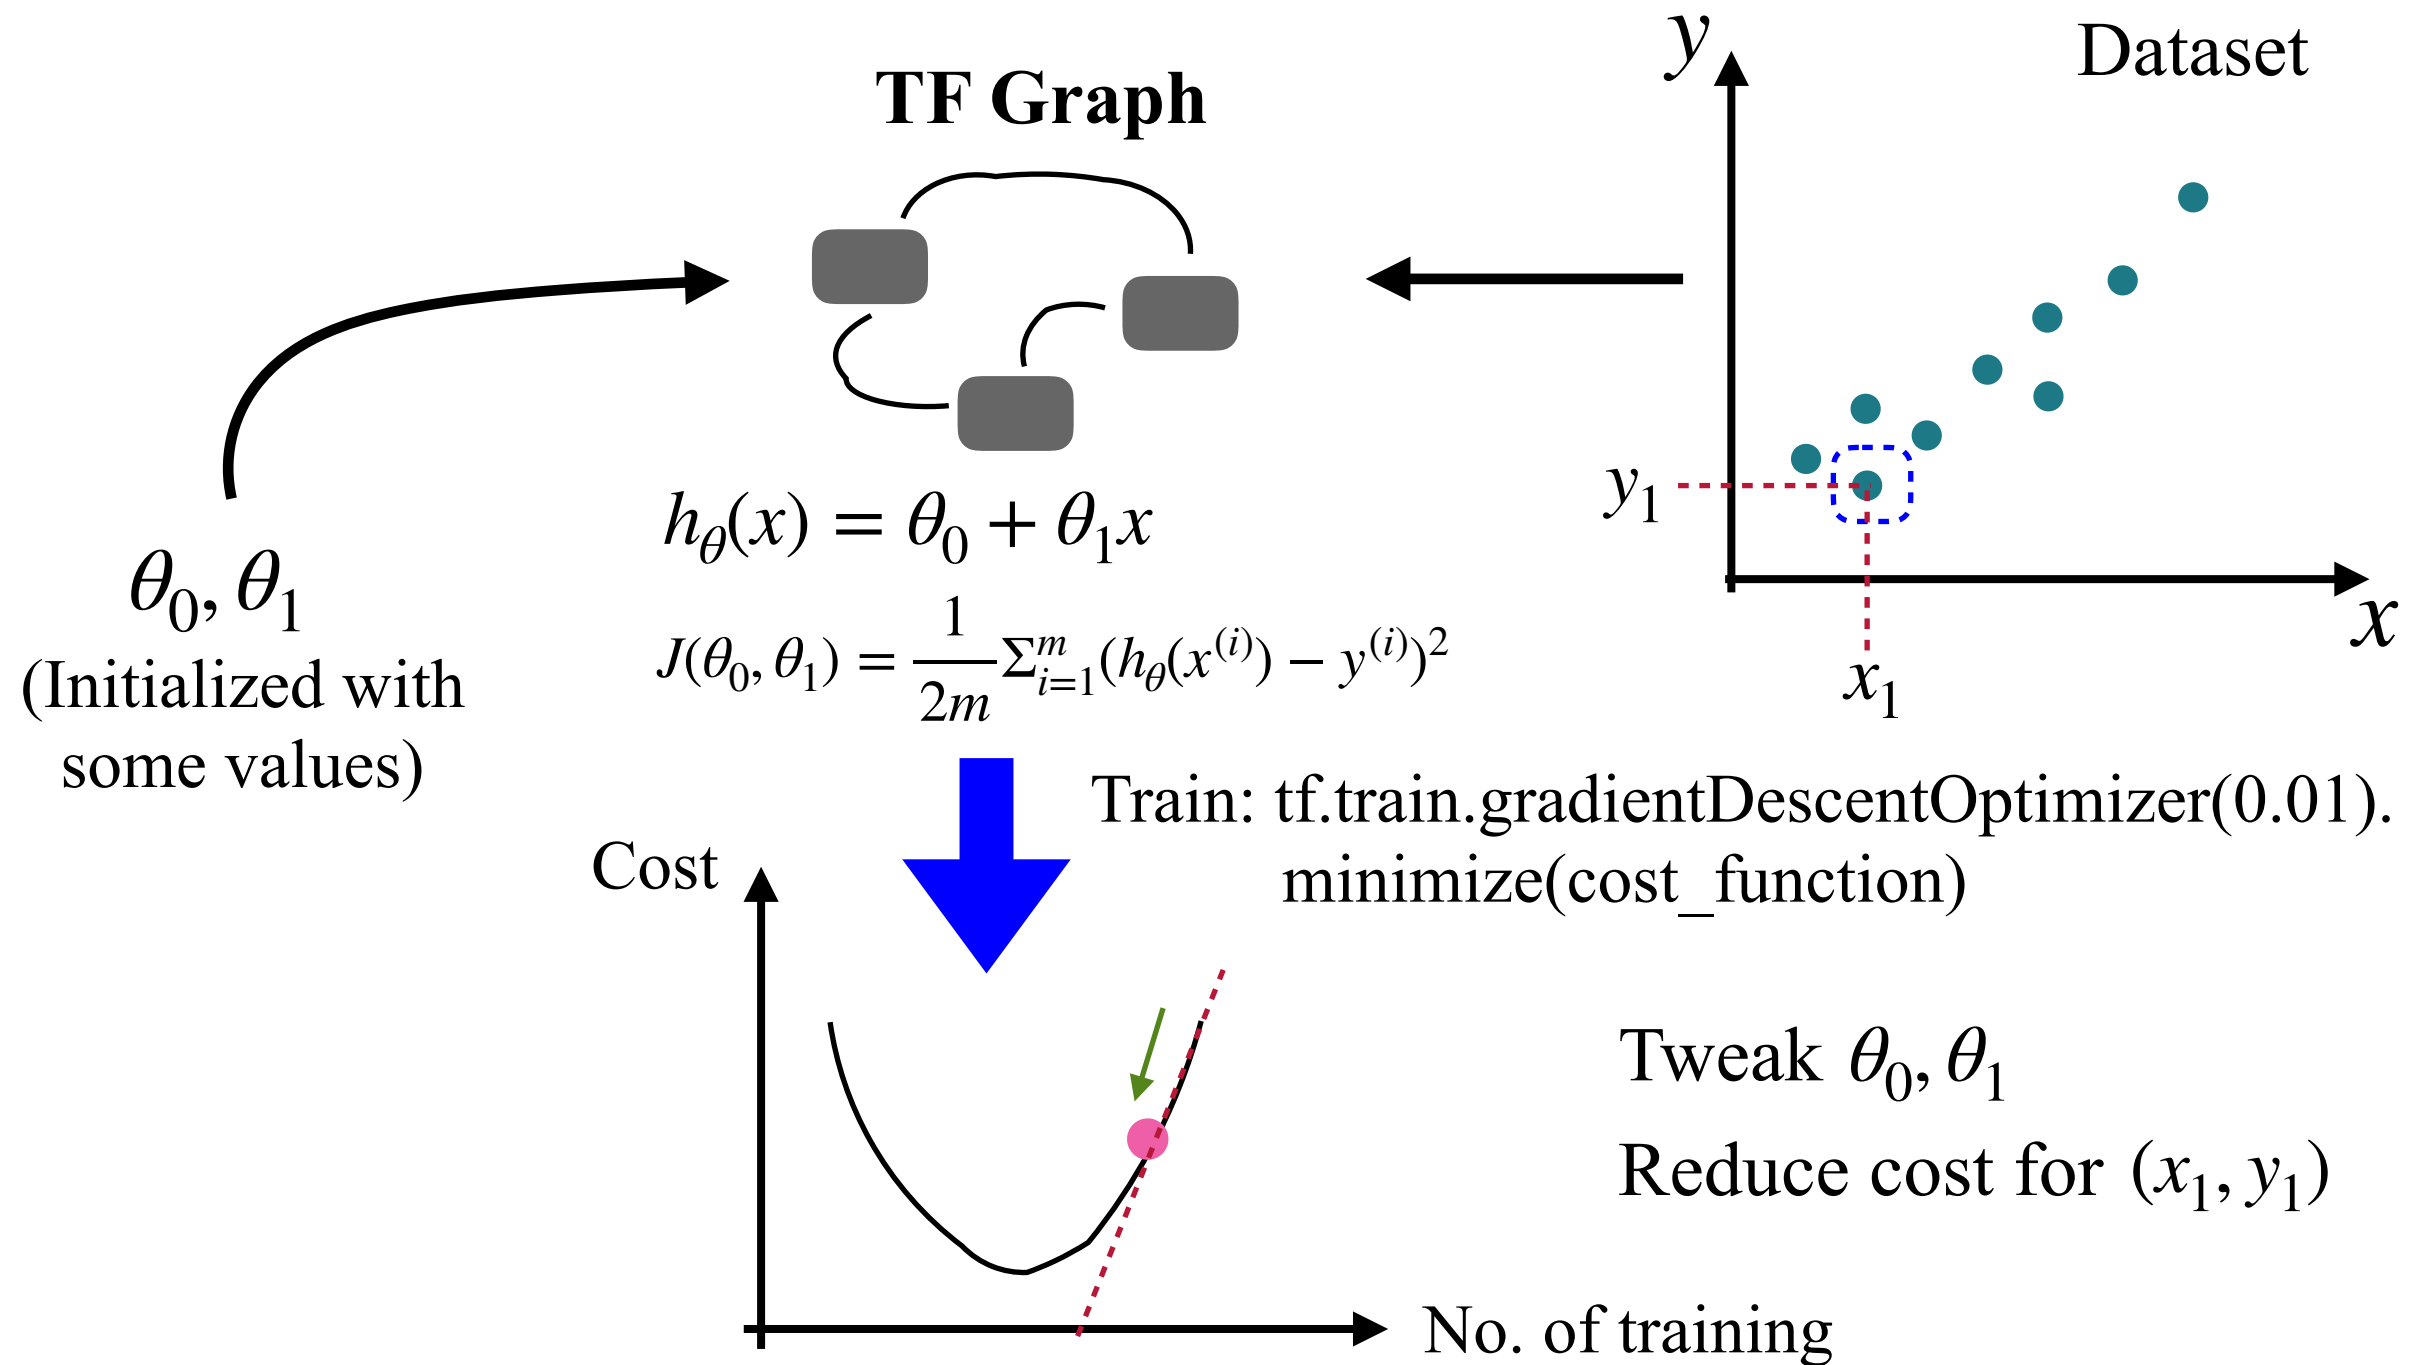 TF Graph
y
Dataset
y₁
x
x₁
hθ(x) = θ₀ + θ₁x
J(θ₀, θ₁) = 1/2m Σᵢ₌₁ᵐ(hθ(x⁽ⁱ⁾) − y⁽ⁱ⁾)²
θ₀, θ₁
(Initialized with
some values)
Train: tf.train.gradientDescentOptimizer(0.01).
minimize(cost_function)
Cost
Tweak θ₀, θ₁
Reduce cost for (x₁, y₁)
No. of training